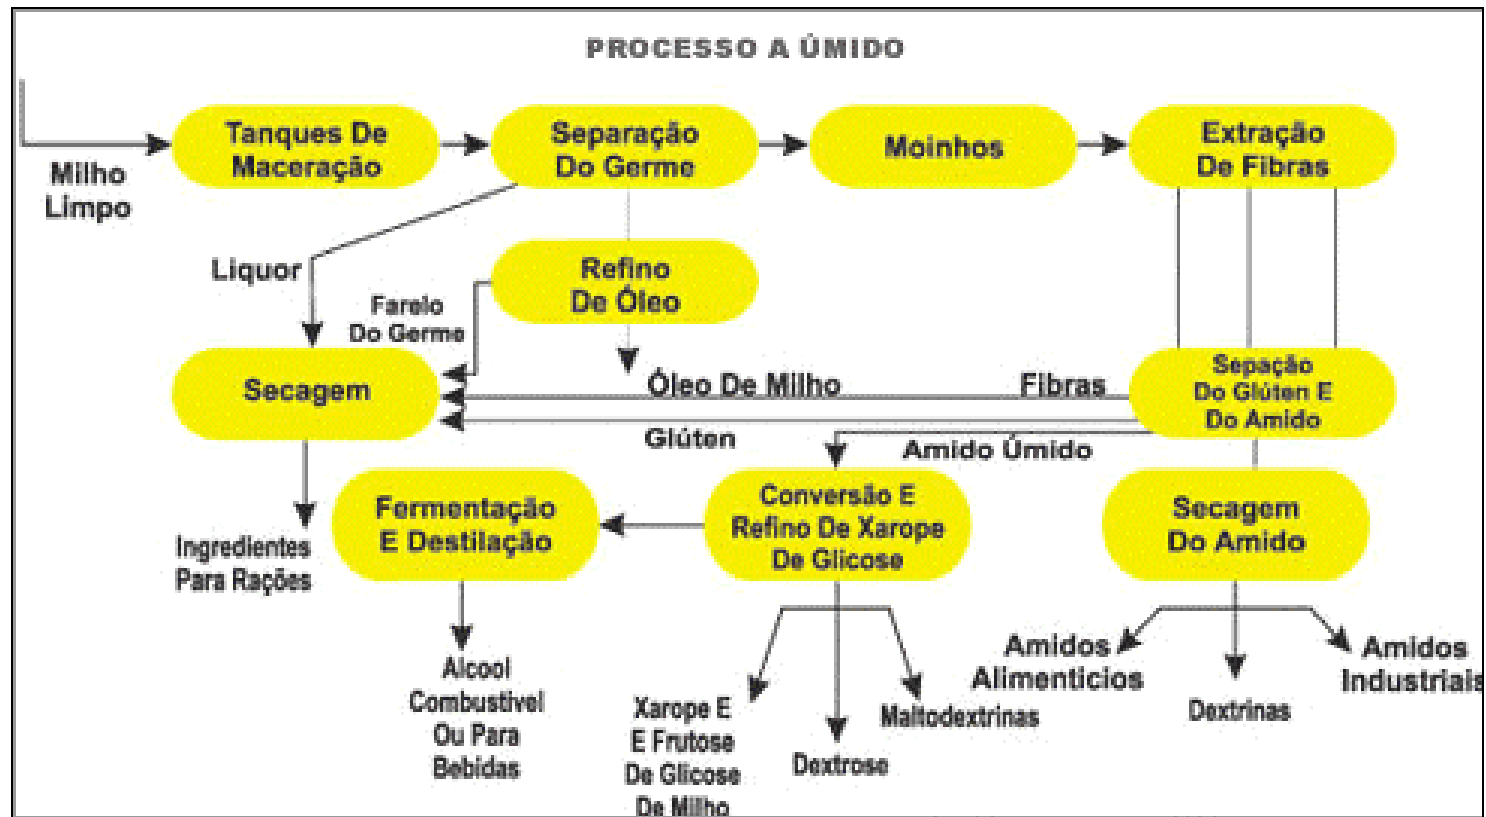 PROCESSO A ÚMIDO
Tanques De
Maceração
Separação
Do Germe
Moinhos
Extração
De Fibras
Milho
Limpo
Liquor
Refino
De Óleo
Farelo
Do Germe
Secagem
Óleo De Milho
Fibras
Sepação
Do Glúten E
Do Amido
Glúten
Amido Úmido
Fermentação
E Destilação
Conversão E
Refino De Xarope
De Glicose
Secagem
Do Amido
Ingredientes
Para Rações
Alcool
Combustivel
Ou Para
Bebidas
Xarope E
E Frutose
De Glicose
De Milho
Dextrose
Maltodextrinas
Amidos
Alimenticios
Dextrinas
Amidos
Industriais